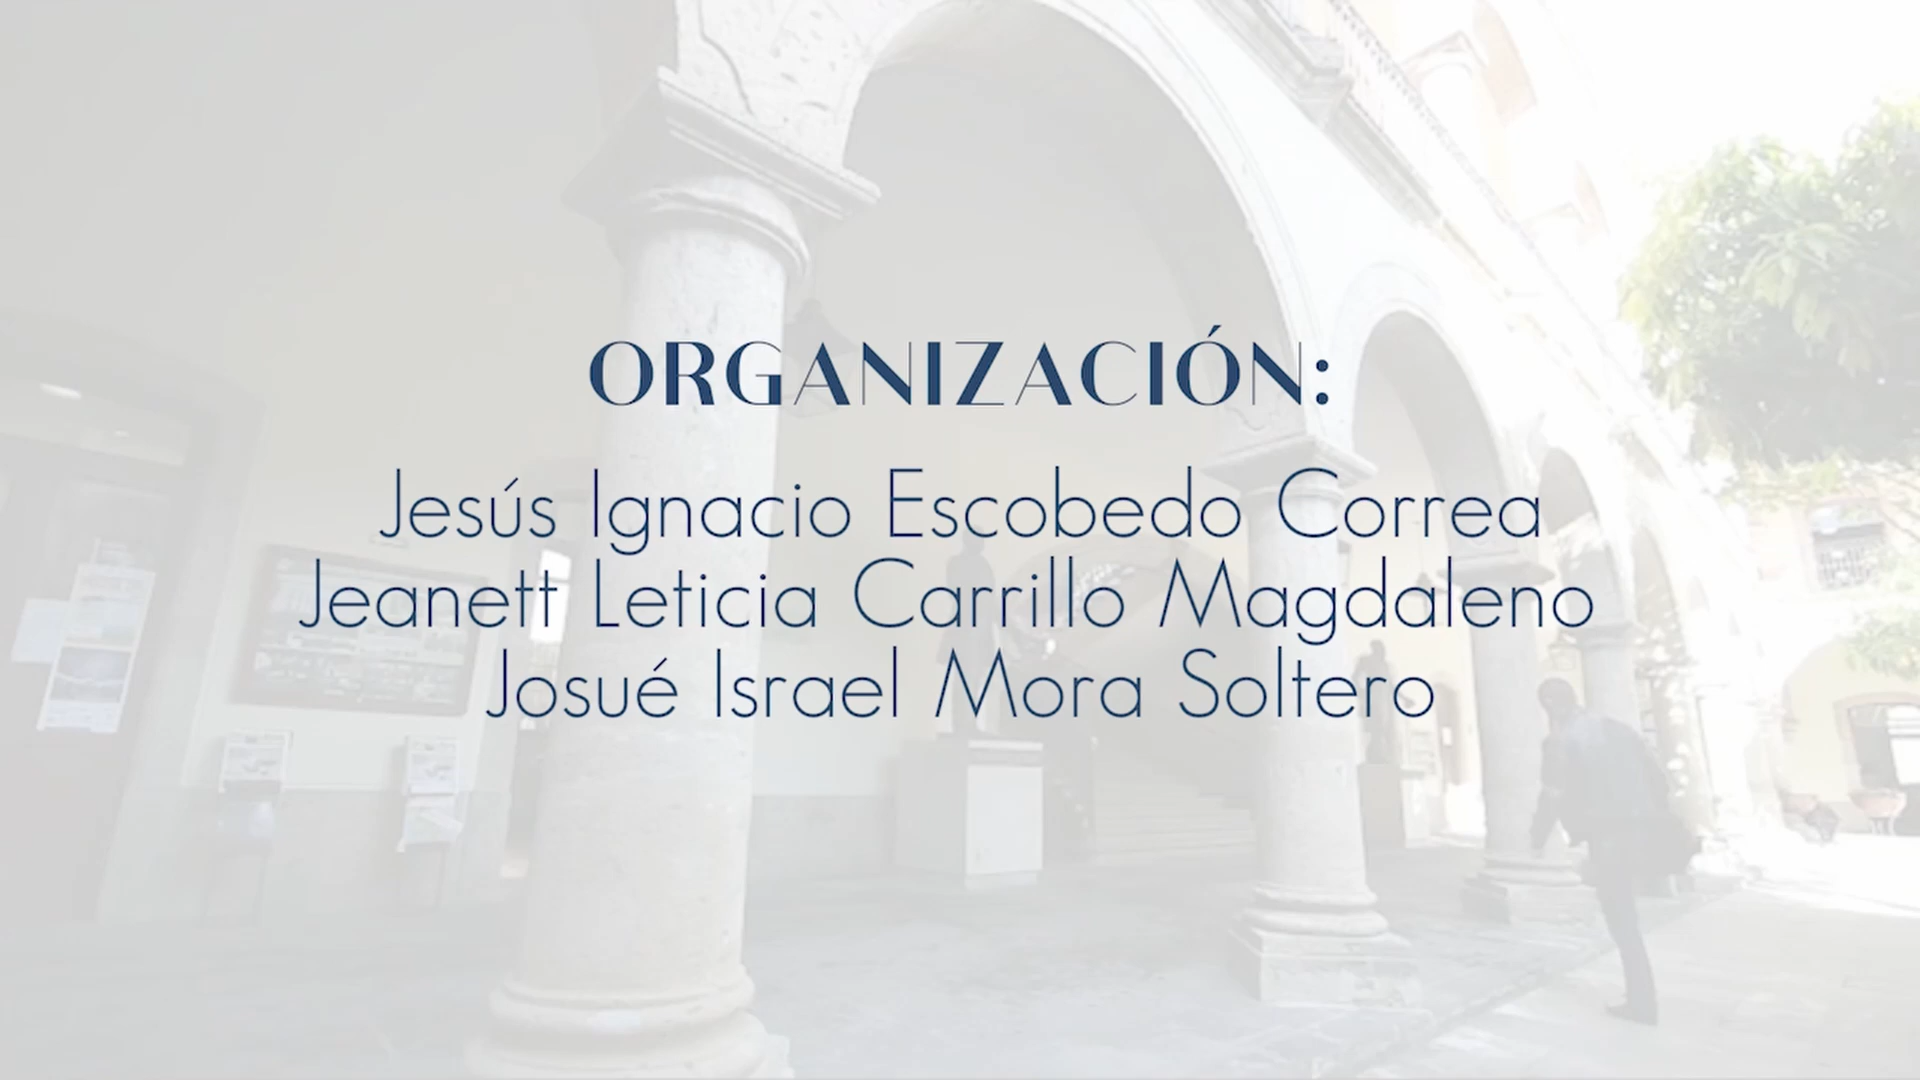 ORGANIZACIÓN:
Jesús Ignacio Escobedo Correa
Jeanett Leticia Carrillo Magdaleno
Josué Israel Mora Soltero